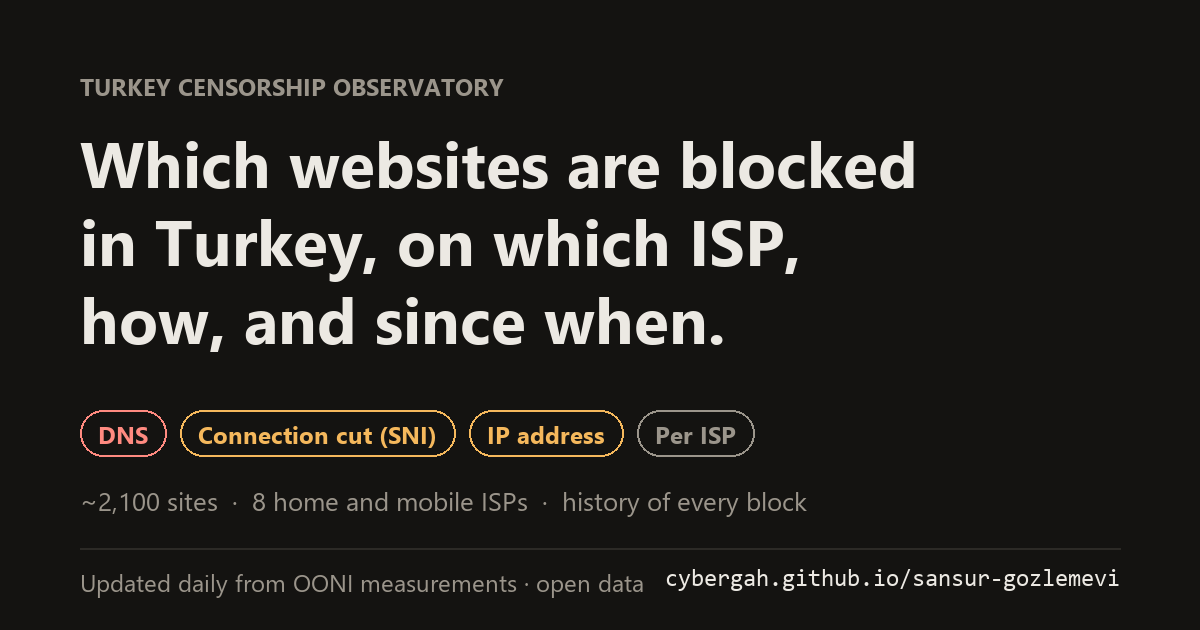 TURKEY CENSORSHIP OBSERVATORY
Which websites are blocked
in Turkey, on which ISP,
how, and since when.
DNS Connection cut (SNI) IP address Per ISP
~2,100 sites · 8 home and mobile ISPs · history of every block
Updated daily from OONI measurements · open data cybergah.github.io/sansur-gozlemevi